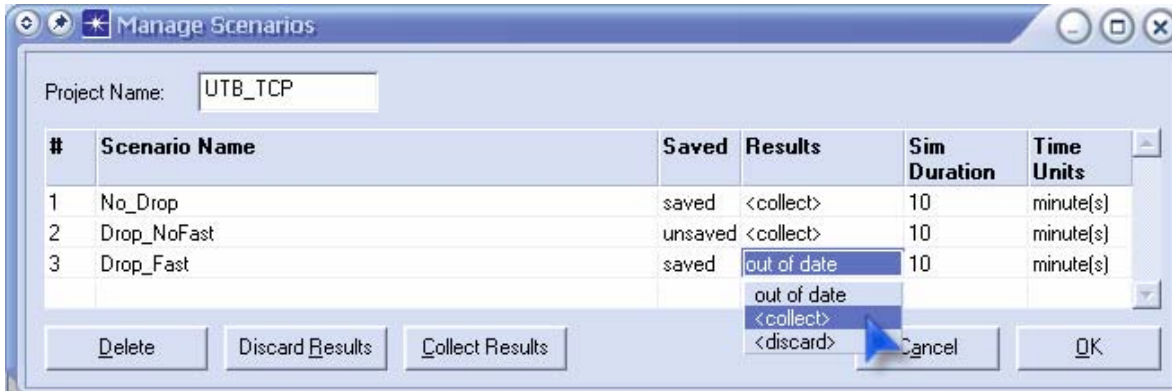 Manage Scenarios
Project Name: UTB_TCP
# Scenario Name Saved Results Sim Duration Time Units
1 No_Drop saved <collect> 10 minute(s)
2 Drop_NoFast unsaved <collect> 10 minute(s)
3 Drop_Fast saved out of date 10 minute(s)
out of date
<collect>
<discard>
Delete Discard Results Collect Results Cancel OK